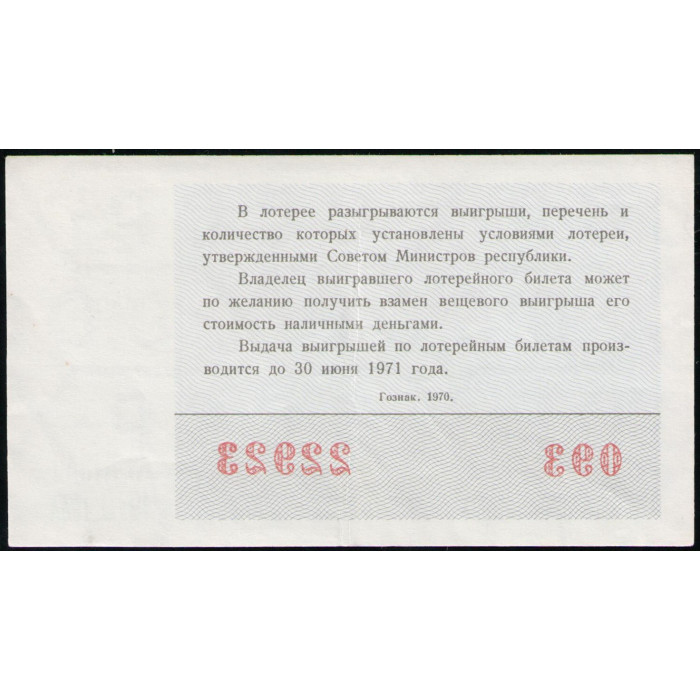 В лотерее разыгрываются выигрыши, перечень и
количество которых установлены условиями лотереи,
утвержденными Советом Министров республики.
Владелец выигравшего лотерейного билета может
по желанию получить взамен вещевого выигрыша его
стоимость наличными деньгами.
Выдача выигрышей по лотерейным билетам произ-
водится до 30 июня 1971 года.
Гознак. 1970.
22923 093